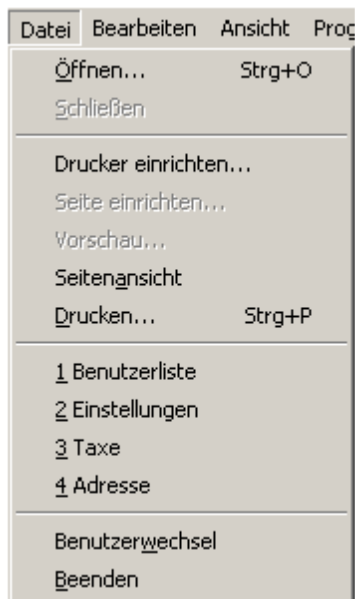 Datei Bearbeiten Ansicht
Öffnen... Strg+O
Schließen
Drucker einrichten...
Seite einrichten...
Vorschau...
Seitenansicht
Drucken... Strg+P
1 Benutzerliste
2 Einstellungen
3 Taxe
4 Adresse
Benutzerwechsel
Beenden